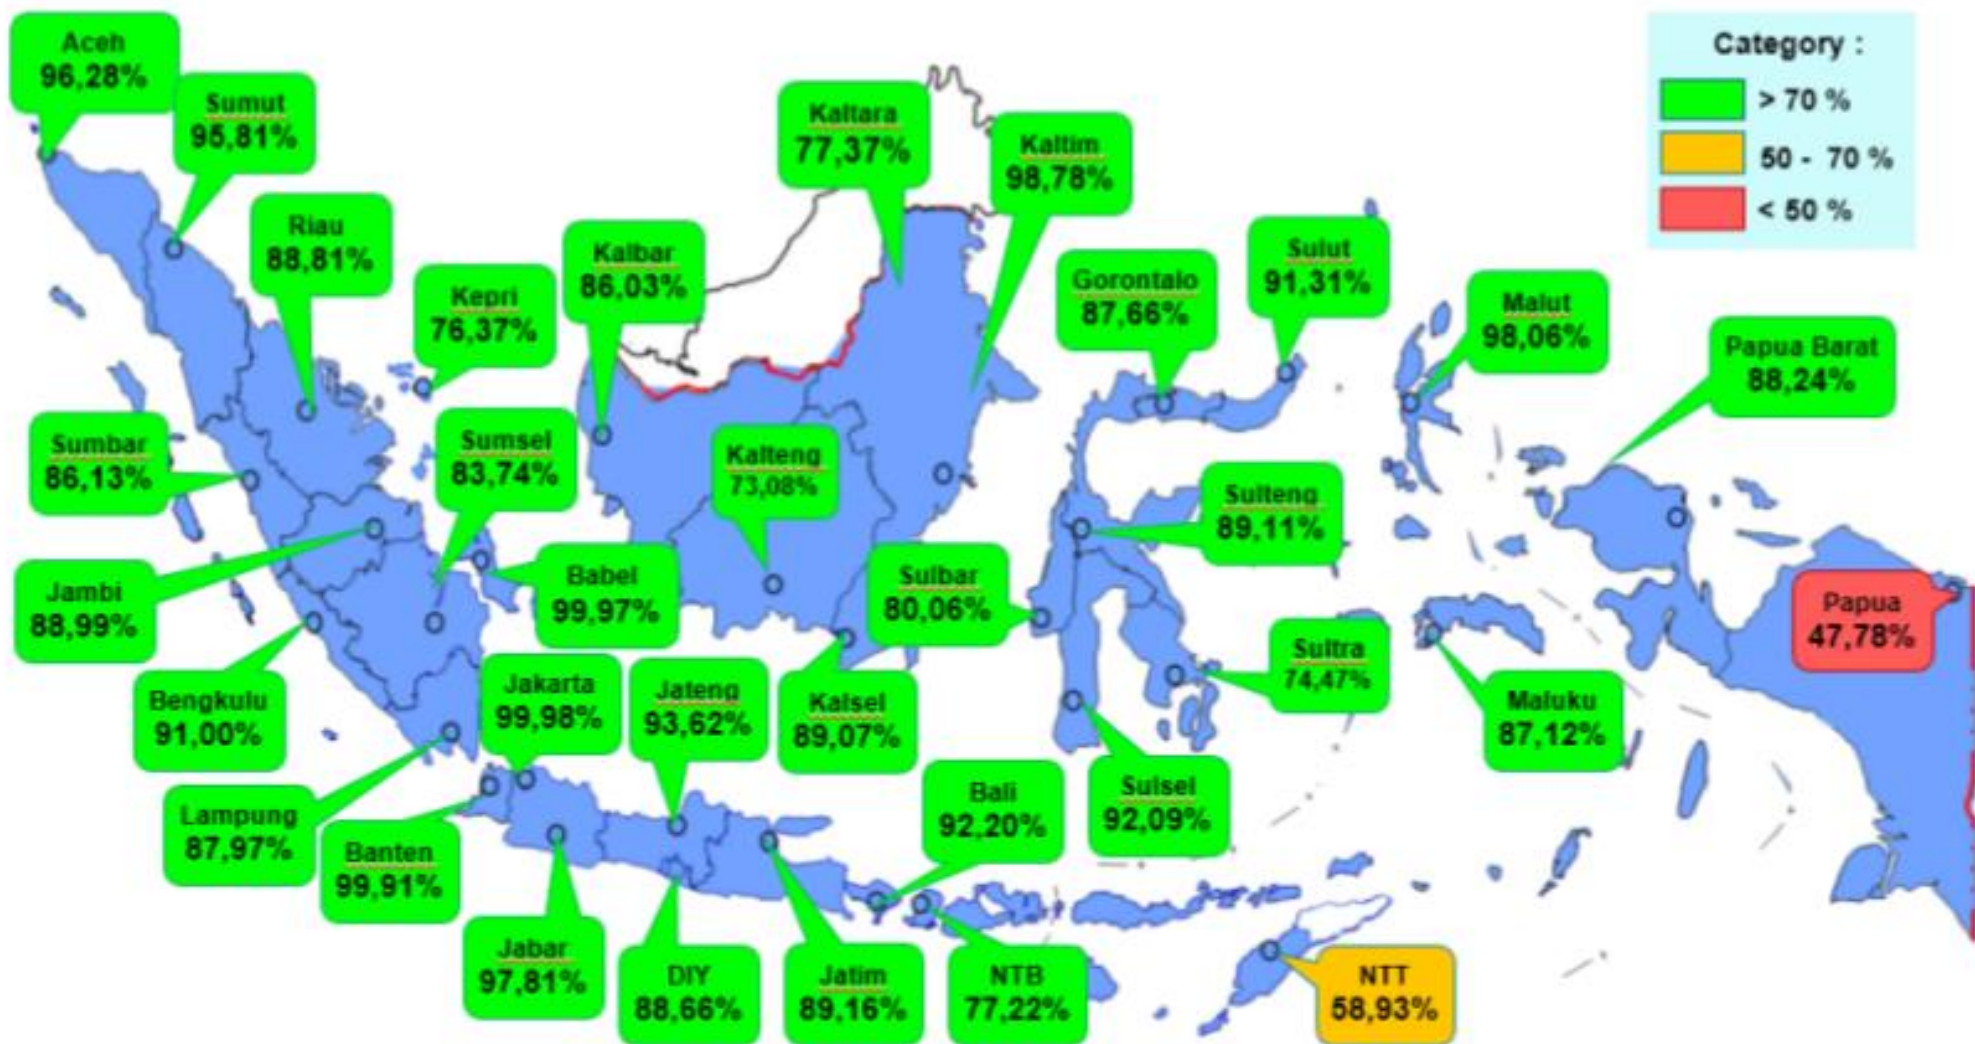 Aceh
96,28%
Sumut
95,81%
Riau
88,81%
Kepri
76,37%
Kalbar
86,03%
Kaltara
77,37%
Kaltim
98,78%
Gorontalo
87,66%
Sulut
91,31%
Malut
98,06%
Papua Barat
88,24%
Category :
> 70 %
50 - 70 %
< 50 %
Sumbar
86,13%
Sumsel
83,74%
Kalteng
73,08%
Sulteng
89,11%
Jambi
88,99%
Babel
99,97%
Sulbar
80,06%
Papua
47,78%
Sultra
74,47%
Bengkulu
91,00%
Jakarta
99,98%
Jateng
93,62%
Kalsel
89,07%
Maluku
87,12%
Lampung
87,97%
Banten
99,91%
Bali
92,20%
Sulsel
92,09%
Jabar
97,81%
DIY
88,66%
Jatim
89,16%
NTB
77,22%
NTT
58,93%